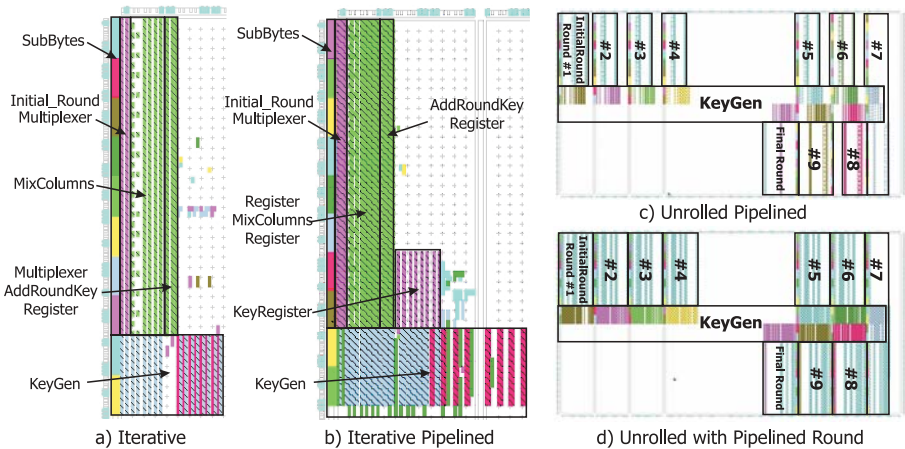 SubBytes
Initial_Round
Multiplexer
MixColumns
Multiplexer
AddRoundKey
Register
KeyGen
a) Iterative
SubBytes
Initial_Round
Multiplexer
AddRoundKey
Register
Register
MixColumns
Register
KeyRegister
KeyGen
b) Iterative Pipelined
InitialRound
Round #1
#2
#3
#4
#5
#6
#7
KeyGen
Final Round
#9
#8
c) Unrolled Pipelined
InitialRound
Round #1
#2
#3
#4
#5
#6
#7
KeyGen
Final Round
#9
#8
d) Unrolled with Pipelined Round